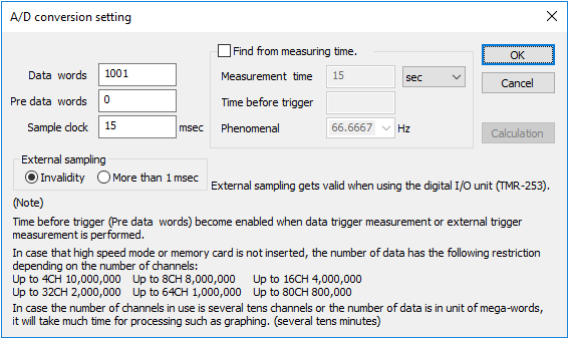 A/D conversion setting
Find from measuring time.
OK
Data words 1001
Measurement time 15 sec
Cancel
Pre data words 0
Time before trigger
Sample clock 15 msec
Phenomenal 66.6667 Hz
Calculation
External sampling
Invalidity More than 1 msec
External sampling gets valid when using the digital I/O unit (TMR-253).
(Note)
Time before trigger (Pre data words) become enabled when data trigger measurement or external trigger
measurement is performed.
In case that high speed mode or memory card is not inserted, the number of data has the following restriction
depending on the number of channels:
Up to 4CH 10,000,000 Up to 8CH 8,000,000 Up to 16CH 4,000,000
Up to 32CH 2,000,000 Up to 64CH 1,000,000 Up to 80CH 800,000
In case the number of channels in use is several tens channels or the number of data is in unit of mega-words,
it will take much time for processing such as graphing. (several tens minutes)